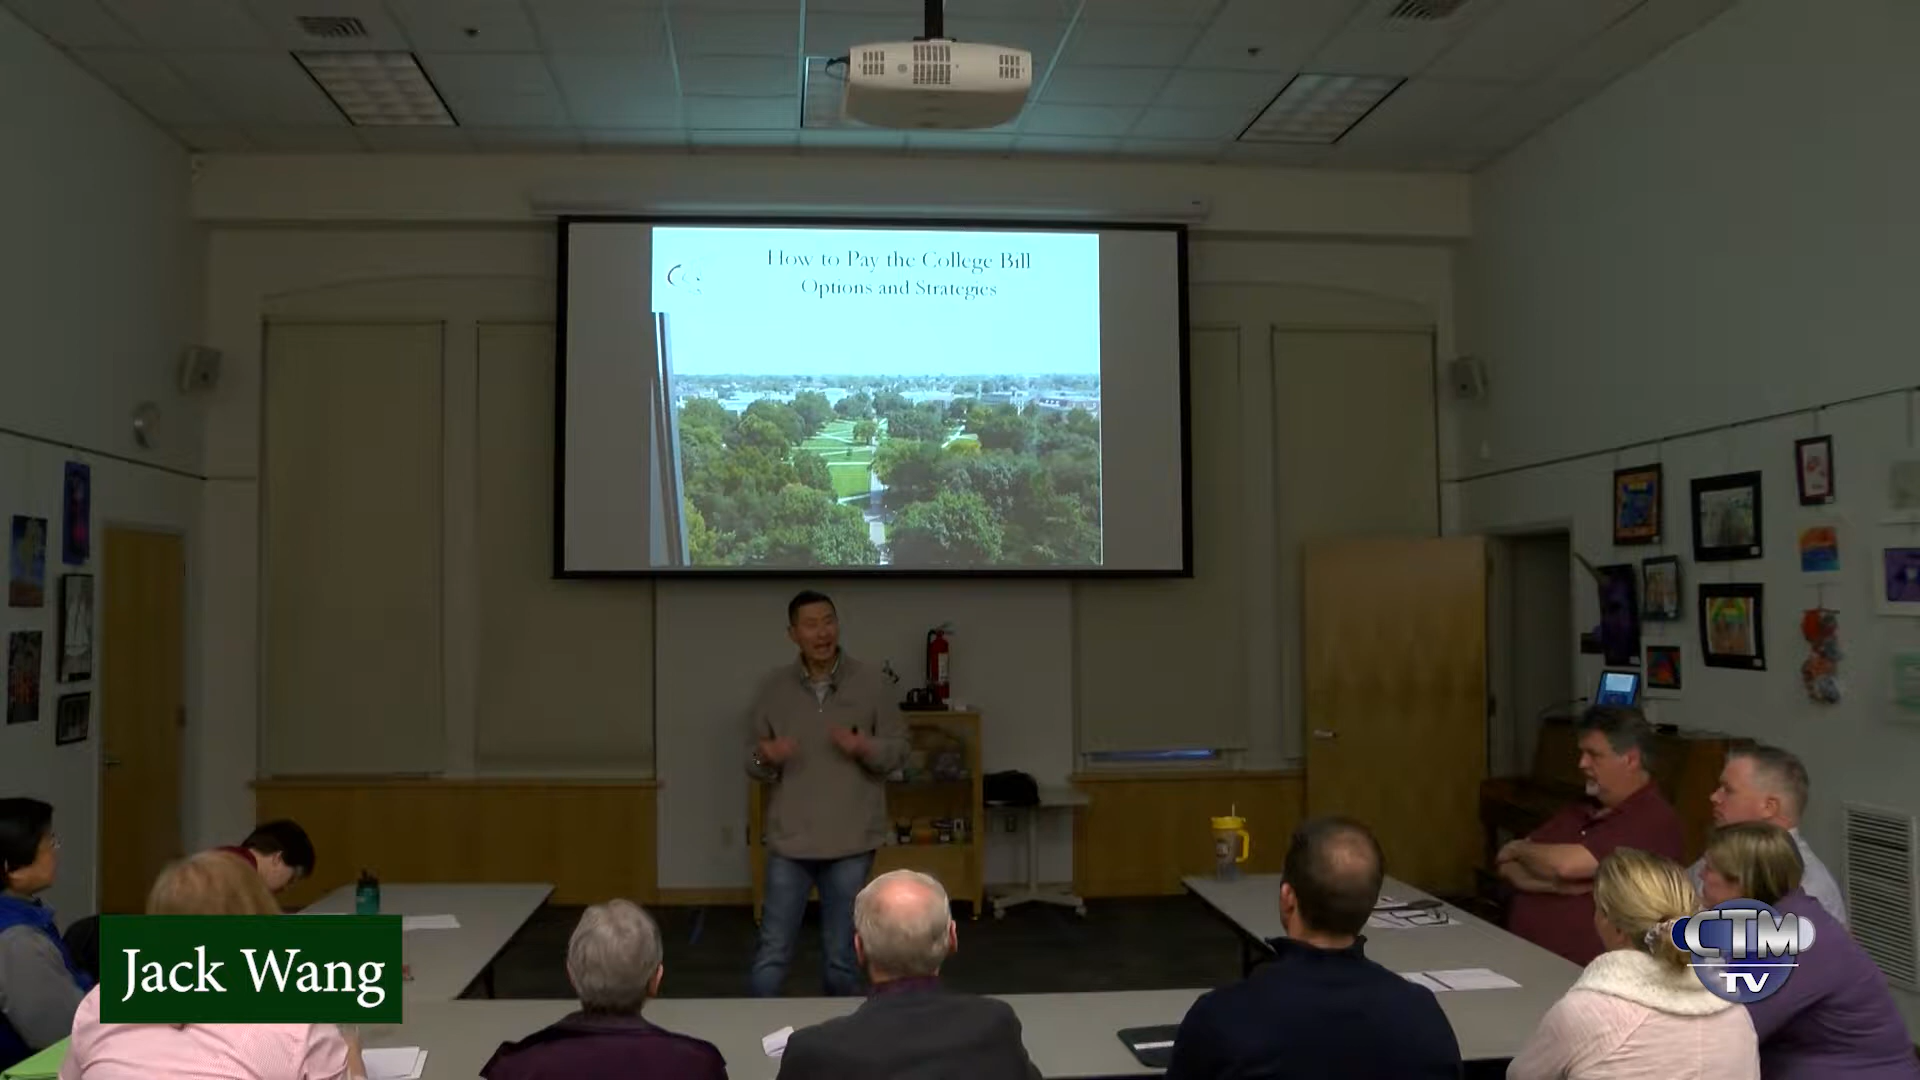 How to Pay the College Bill
Options and Strategies
Jack Wang
CTM
TV